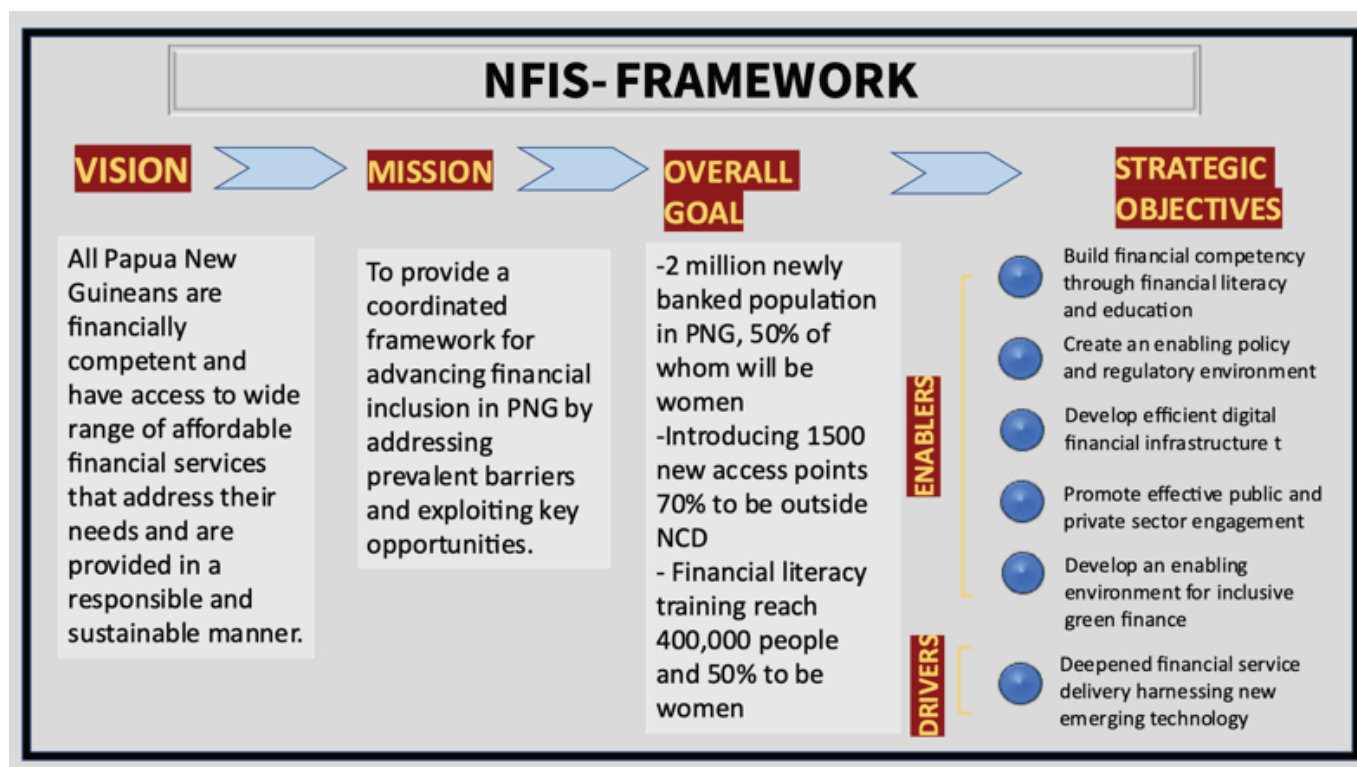 NFIS- FRAMEWORK
VISION
All Papua New
Guineans are
financially
competent and
have access to wide
range of affordable
financial services
that address their
needs and are
provided in a
responsible and
sustainable manner.
MISSION
To provide a
coordinated
framework for
advancing financial
inclusion in PNG by
addressing
prevalent barriers
and exploiting key
opportunities.
OVERALL
GOAL
-2 million newly
banked population
in PNG, 50% of
whom will be
women
-Introducing 1500
new access points
70% to be outside
NCD
- Financial literacy
training reach
400,000 people
and 50% to be
women
STRATEGIC
OBJECTIVES
ENABLERS
Build financial competency
through financial literacy
and education
Create an enabling policy
and regulatory environment
Develop efficient digital
financial infrastructure t
Promote effective public and
private sector engagement
Develop an enabling
environment for inclusive
green finance
DRIVERS
Deepened financial service
delivery harnessing new
emerging technology